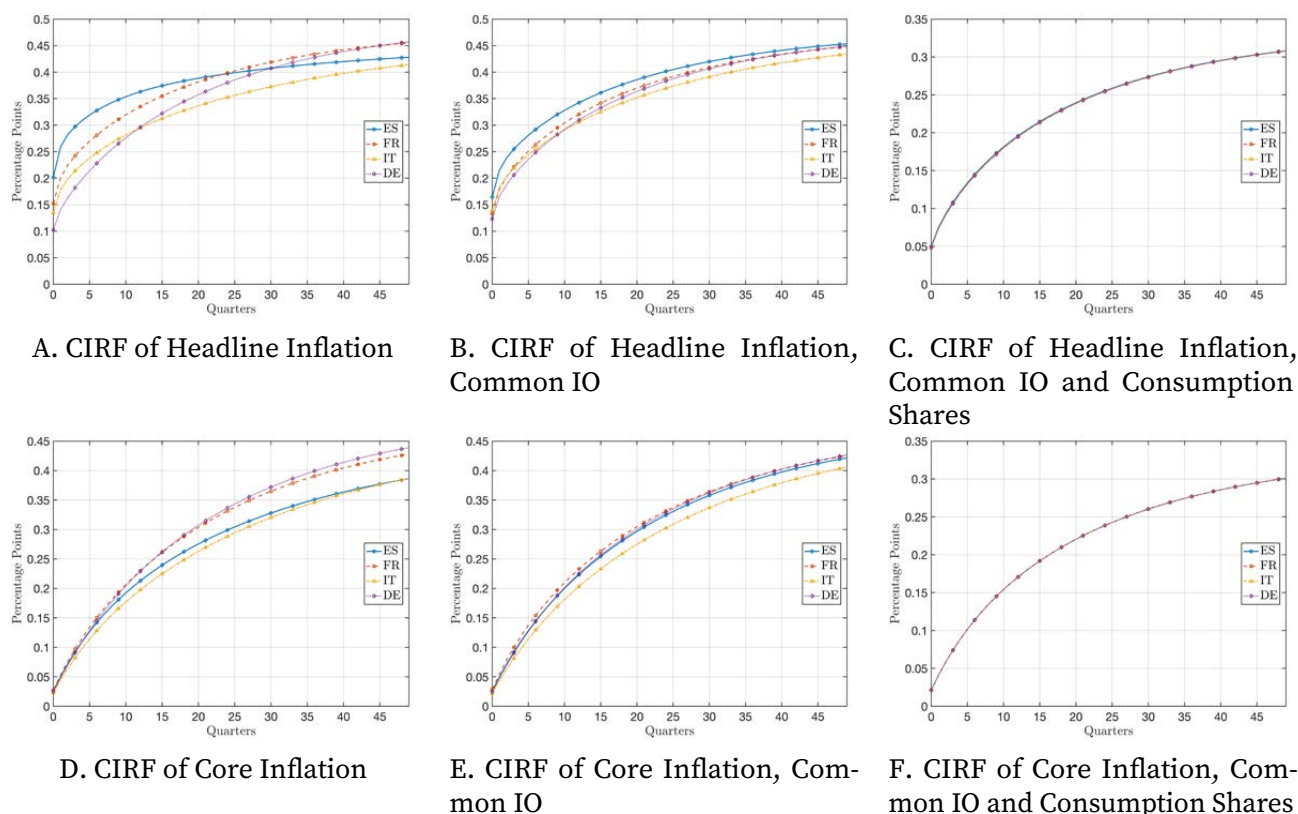 0.5
0.45
0.4
0.35
0.3
0.25
0.2
0.15
0.1
0.05
0
Percentage Points
ES
FR
IT
DE
0 5 10 15 20 25 30 35 40 45
Quarters
A. CIRF of Headline Inflation
0.5
0.45
0.4
0.35
0.3
0.25
0.2
0.15
0.1
0.05
0
Percentage Points
ES
FR
IT
DE
0 5 10 15 20 25 30 35 40 45
Quarters
B. CIRF of Headline Inflation,
Common IO
0.35
0.3
0.25
0.2
0.15
0.1
0.05
0
Percentage Points
ES
FR
IT
DE
0 5 10 15 20 25 30 35 40 45
Quarters
C. CIRF of Headline Inflation,
Common IO and Consumption
Shares
0.45
0.4
0.35
0.3
0.25
0.2
0.15
0.1
0.05
0
Percentage Points
ES
FR
IT
DE
0 5 10 15 20 25 30 35 40 45
Quarters
D. CIRF of Core Inflation
0.45
0.4
0.35
0.3
0.25
0.2
0.15
0.1
0.05
0
Percentage Points
ES
FR
IT
DE
0 5 10 15 20 25 30 35 40 45
Quarters
E. CIRF of Core Inflation, Com-
mon IO
0.35
0.3
0.25
0.2
0.15
0.1
0.05
0
Percentage Points
ES
FR
IT
DE
0 5 10 15 20 25 30 35 40 45
Quarters
F. CIRF of Core Inflation, Com-
mon IO and Consumption Shares